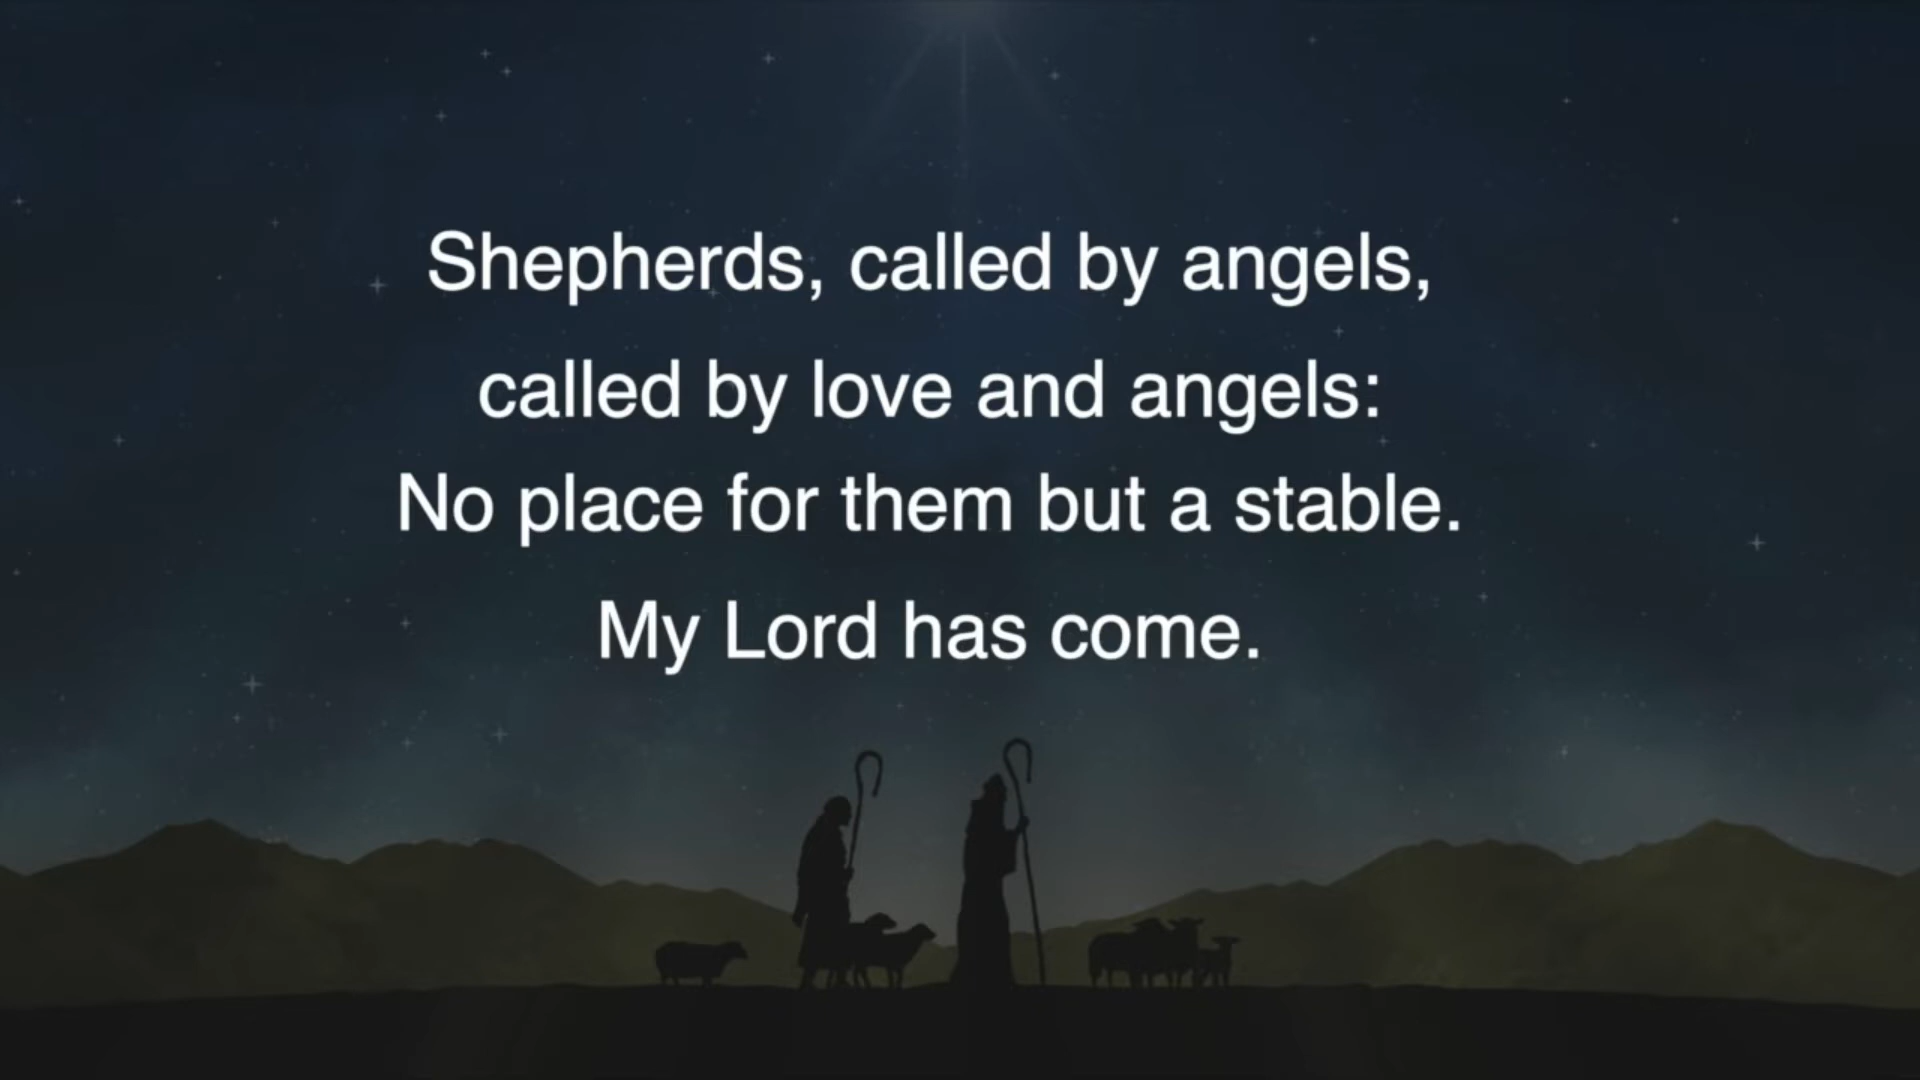 Shepherds, called by angels,
called by love and angels:
No place for them but a stable.
My Lord has come.